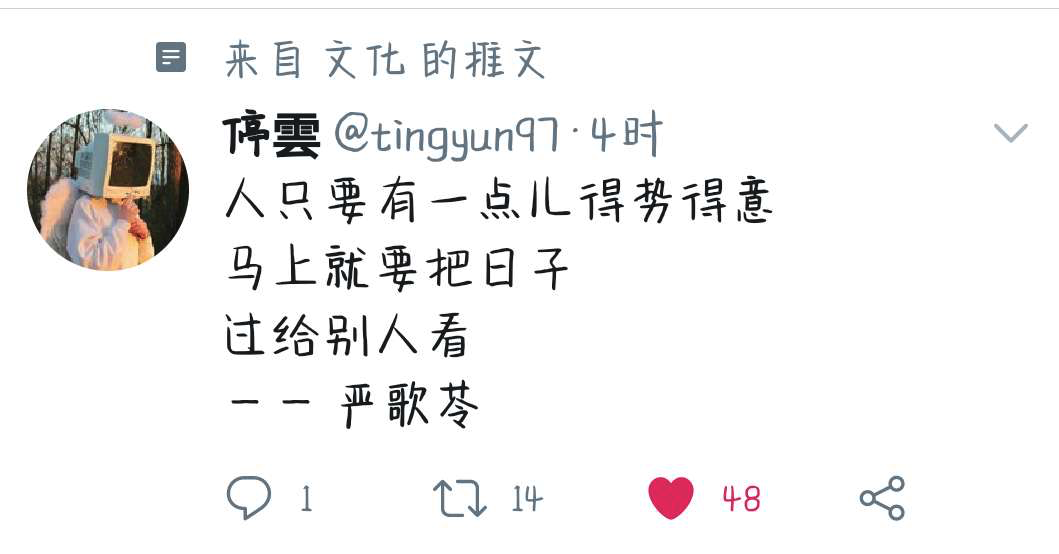 来自 文化 的推文
停雲 @tingyun97·4时
人只要有一点儿得势得意
马上就要把日子
过给别人看
－－ 严歌苓
1 14 48